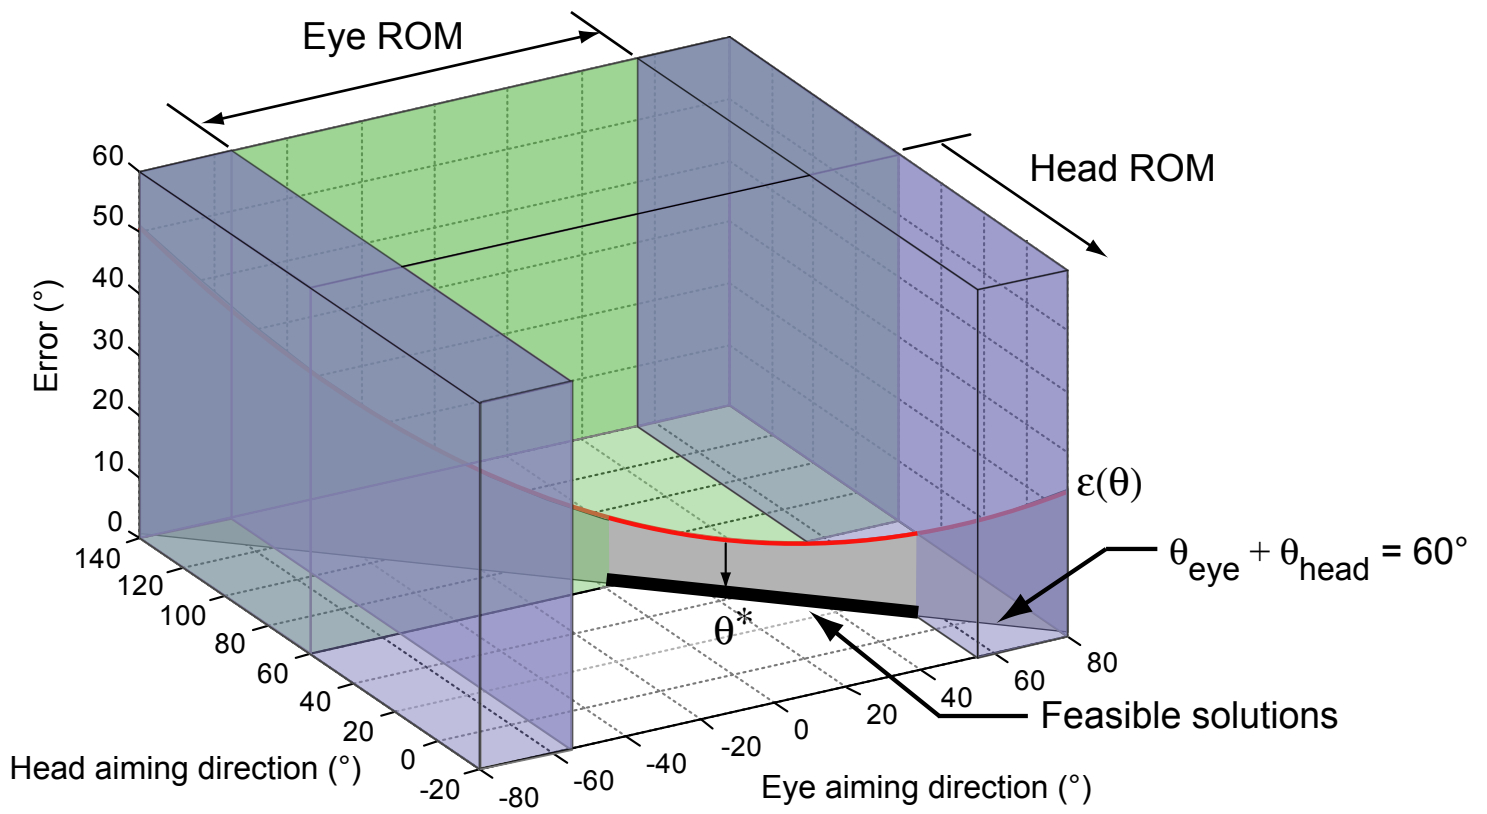 Eye ROM
Head ROM
60
50
40
30
20
10
0
Error (°)
ε(θ)
θeye + θhead = 60°
θ*
Feasible solutions
140
120
100
80
60
40
20
0
-20
Head aiming direction (°)
-80
-60
-40
-20
0
20
40
60
80
Eye aiming direction (°)